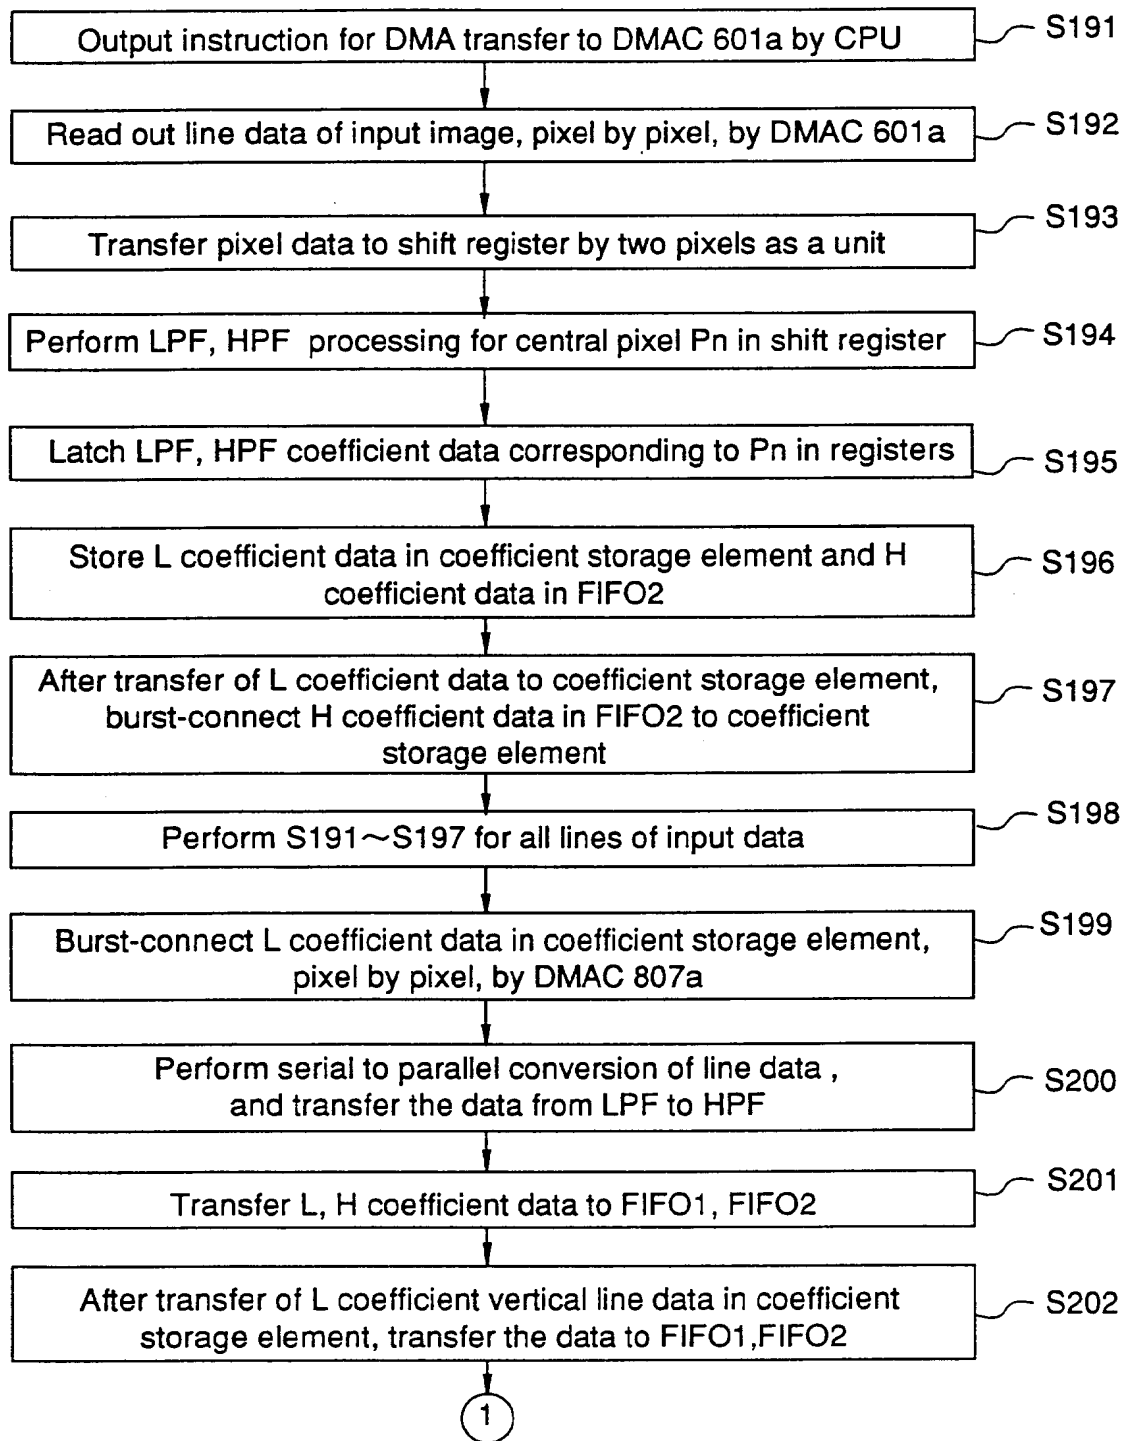 Output instruction for DMA transfer to DMAC 601a by CPU
S191
Read out line data of input image, pixel by pixel, by DMAC 601a
S192
Transfer pixel data to shift register by two pixels as a unit
S193
Perform LPF, HPF processing for central pixel Pn in shift register
S194
Latch LPF, HPF coefficient data corresponding to Pn in registers
S195
Store L coefficient data in coefficient storage element and H
coefficient data in FIFO2
S196
After transfer of L coefficient data to coefficient storage element,
burst-connect H coefficient data in FIFO2 to coefficient
storage element
S197
Perform S191~S197 for all lines of input data
S198
Burst-connect L coefficient data in coefficient storage element,
pixel by pixel, by DMAC 807a
S199
Perform serial to parallel conversion of line data ,
and transfer the data from LPF to HPF
S200
Transfer L, H coefficient data to FIFO1, FIFO2
S201
After transfer of L coefficient vertical line data in coefficient
storage element, transfer the data to FIFO1,FIFO2
S202
1